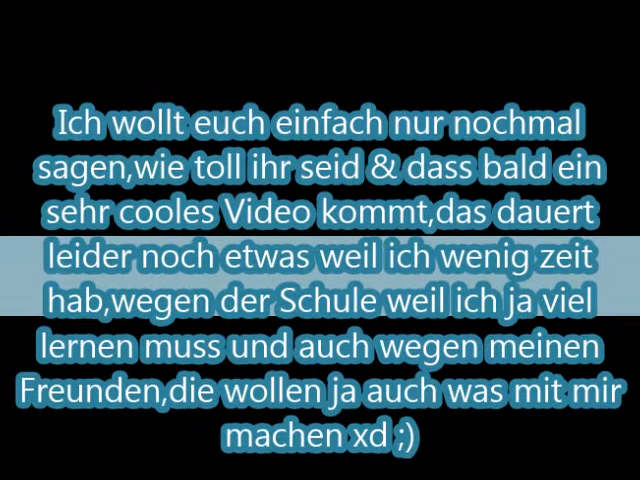 Ich wollt euch einfach nur nochmal
sagen,wie toll ihr seid & dass bald ein
sehr cooles Video kommt,das dauert
leider noch etwas weil ich wenig zeit
hab,wegen der Schule weil ich ja viel
lernen muss und auch wegen meinen
Freunden,die wollen ja auch was mit mir
machen xd ;)